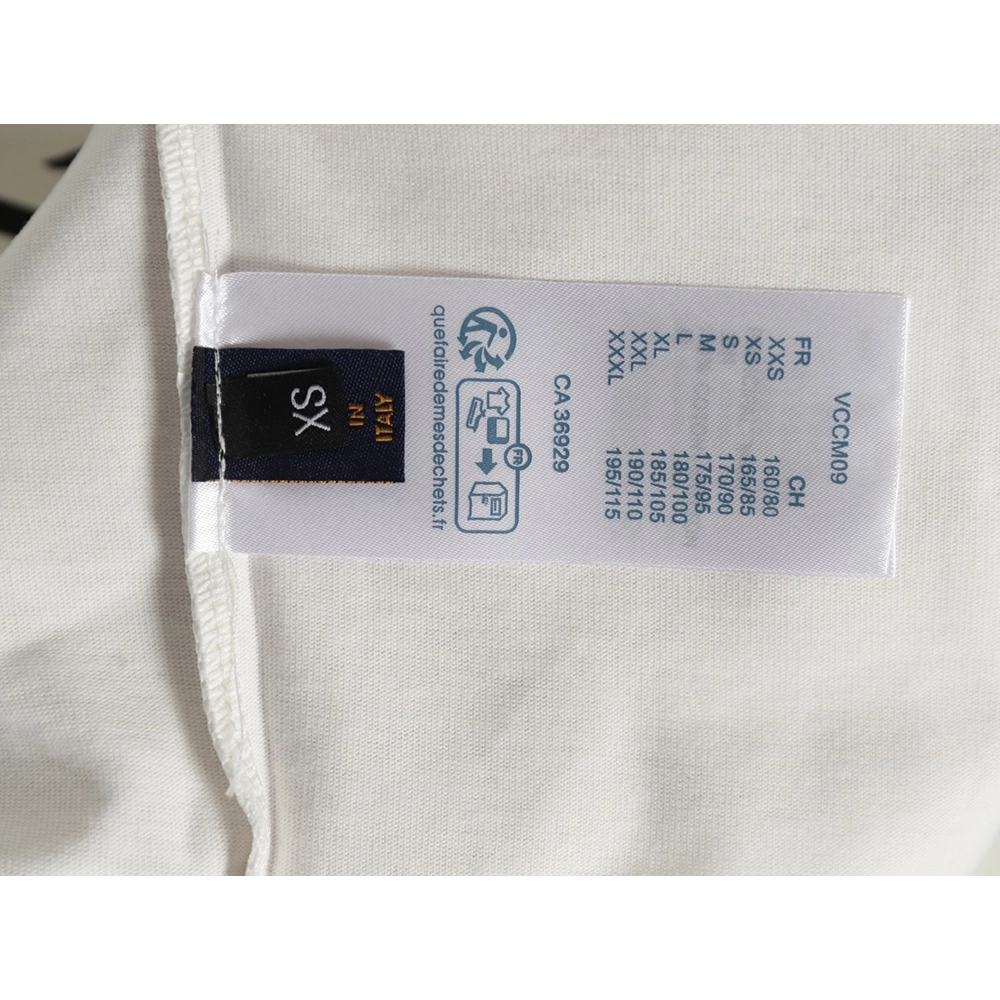 VCCM09
FR CH
XXS 160/80
XS 165/85
S 170/90
M 175/95
L 180/100
XL 185/105
XXL 190/110
XXXL 195/115
CA 36929
FR
quefairedemesdechets.fr
XS
IN
ITALY